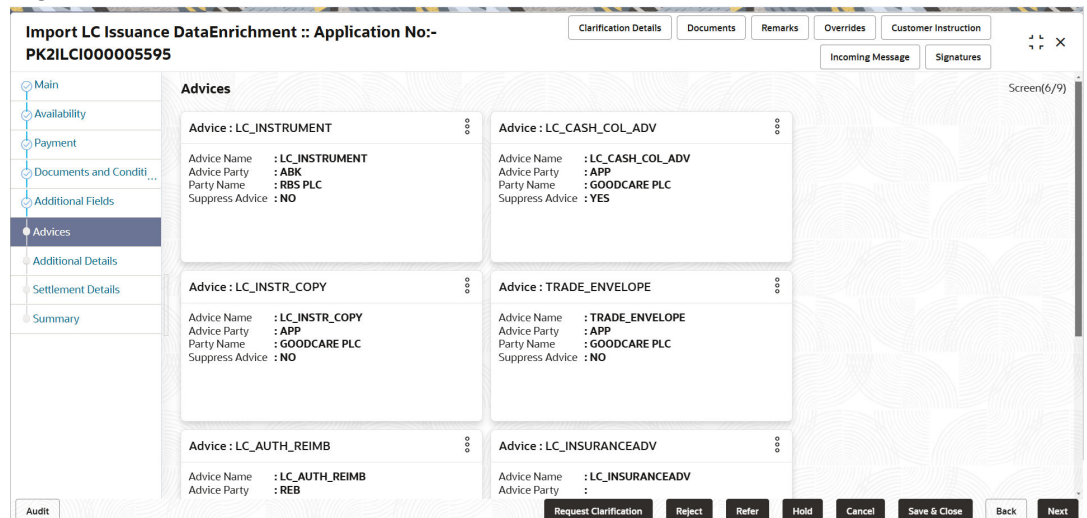 Import LC Issuance DataEnrichment :: Application No:-
PK2ILCI000005595
Clarification Details
Documents
Remarks
Overrides
Customer Instruction
Incoming Message
Signatures
Main
Availability
Payment
Documents and Conditi...
Additional Fields
Advices
Additional Details
Settlement Details
Summary
Advices
Screen(6/9)
Advice : LC_INSTRUMENT
Advice Name : LC_INSTRUMENT
Advice Party : ABK
Party Name : RBS PLC
Suppress Advice : NO
Advice : LC_CASH_COL_ADV
Advice Name : LC_CASH_COL_ADV
Advice Party : APP
Party Name : GOODCARE PLC
Suppress Advice : YES
Advice : LC_INSTR_COPY
Advice Name : LC_INSTR_COPY
Advice Party : APP
Party Name : GOODCARE PLC
Suppress Advice : NO
Advice : TRADE_ENVELOPE
Advice Name : TRADE_ENVELOPE
Advice Party : APP
Party Name : GOODCARE PLC
Suppress Advice : NO
Advice : LC_AUTH_REIMB
Advice Name : LC_AUTH_REIMB
Advice Party : REB
Advice : LC_INSURANCEADV
Advice Name : LC_INSURANCEADV
Advice Party :
Audit
Request Clarification
Reject
Refer
Hold
Cancel
Save & Close
Back
Next